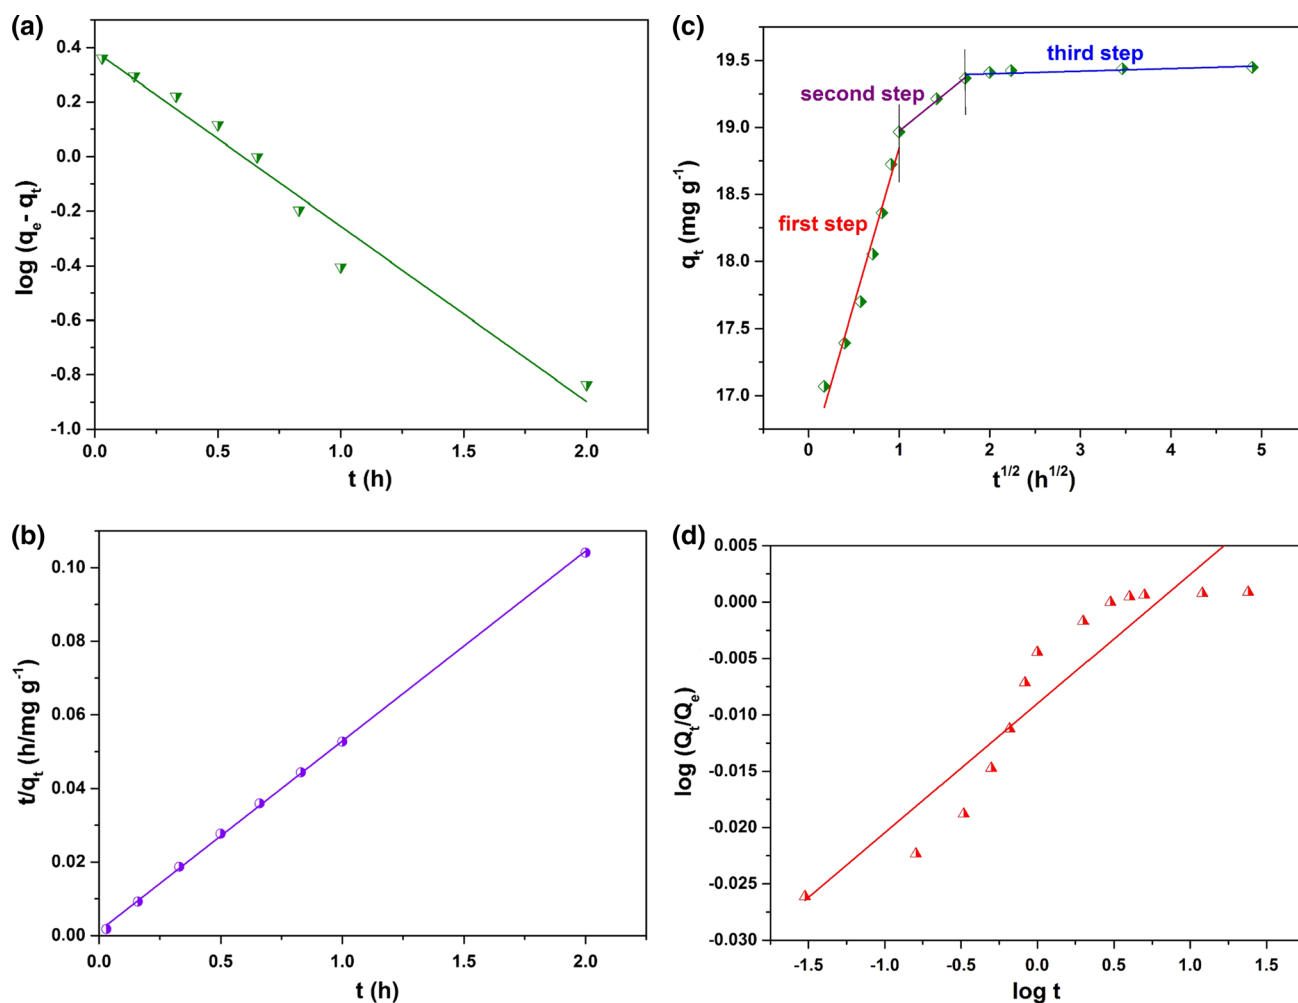 (a)
0.4
0.2
0.0
-0.2
-0.4
-0.6
-0.8
-1.0
log (qe - qt)
0.0 0.5 1.0 1.5 2.0
t (h)
(c)
19.5
19.0
18.5
18.0
17.5
17.0
qt (mg g-1)
third step
second step
first step
0 1 2 3 4 5
t1/2 (h1/2)
(b)
0.10
0.08
0.06
0.04
0.02
0.00
t/qt (h/mg g-1)
0.0 0.5 1.0 1.5 2.0
t (h)
(d)
0.005
0.000
-0.005
-0.010
-0.015
-0.020
-0.025
-0.030
log (Qt/Qe)
-1.5 -1.0 -0.5 0.0 0.5 1.0 1.5
log t